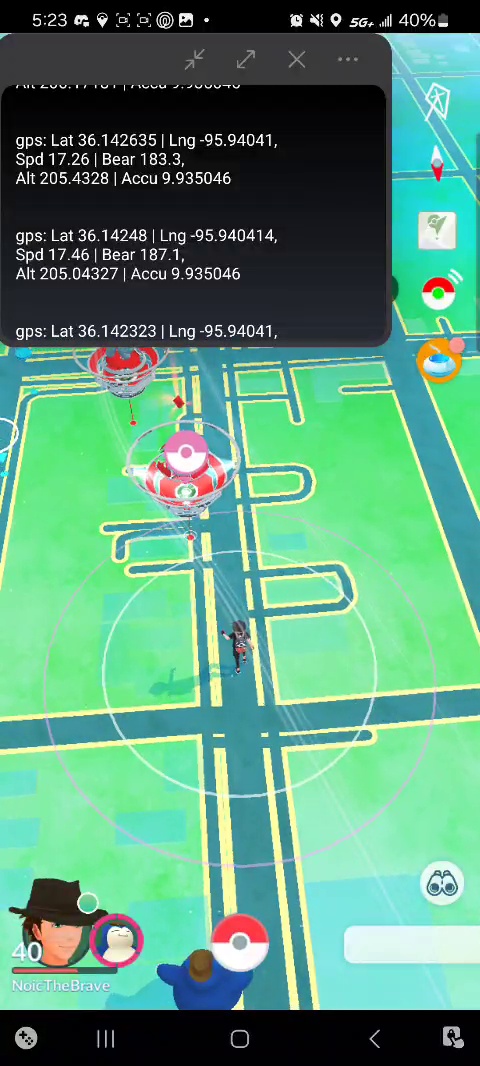 5:23
5G+
40%
gps: Lat 36.142635 | Lng -95.94041,
Spd 17.26 | Bear 183.3,
Alt 205.4328 | Accu 9.935046
gps: Lat 36.14248 | Lng -95.940414,
Spd 17.46 | Bear 187.1,
Alt 205.04327 | Accu 9.935046
gps: Lat 36.142323 | Lng -95.94041,
40
NoicTheBrave